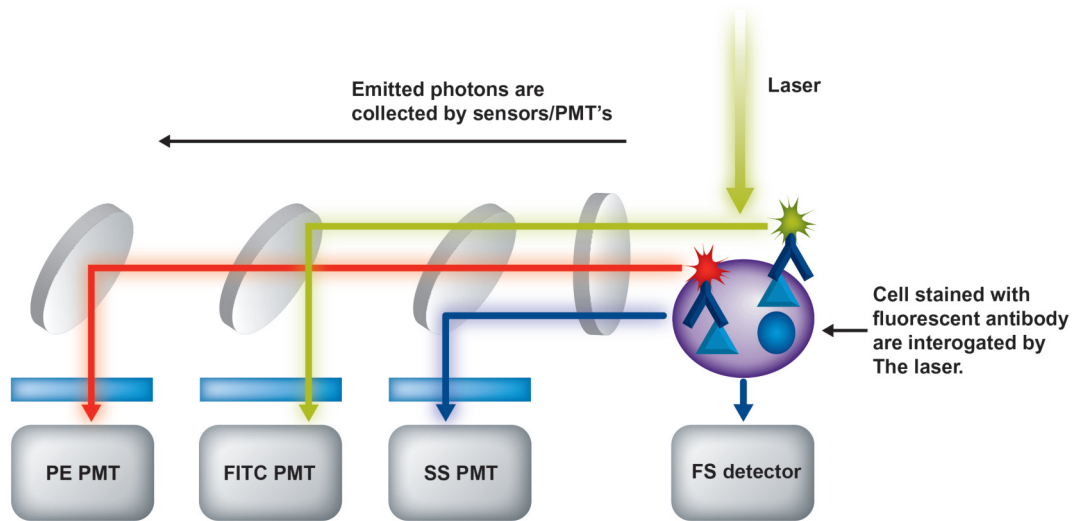 Laser
Emitted photons are
collected by sensors/PMT's
Cell stained with
fluorescent antibody
are interogated by
The laser.
PE PMT
FITC PMT
SS PMT
FS detector